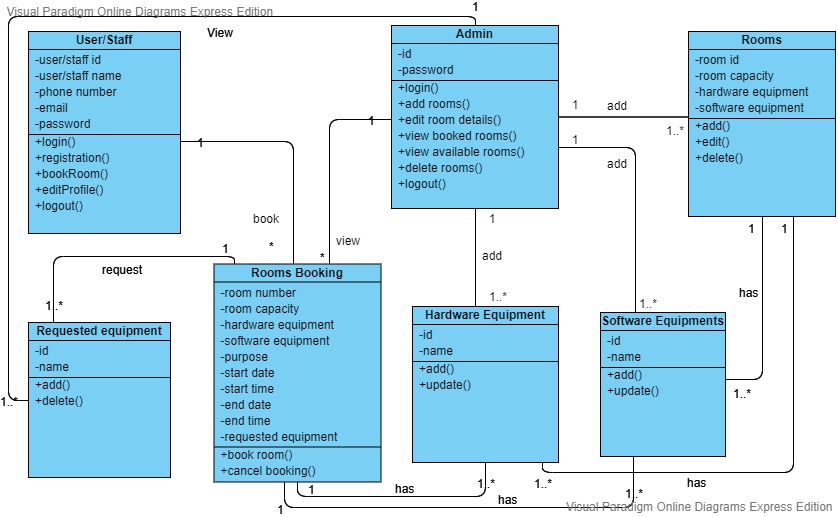 Visual Paradigm Online Diagrams Express Edition
1
View
User/Staff
-user/staff id
-user/staff name
-phone number
-email
-password
+login()
+registration()
+bookRoom()
+editProfile()
+logout()
Admin
-id
-password
+login()
+add rooms()
+edit room details()
+view booked rooms()
+view available rooms()
+delete rooms()
+logout()
Rooms
-room id
-room capacity
-hardware equipment
-software equipment
+add()
+edit()
+delete()
1
add
1..*
1
add
1..*
1
add
1..*
1
view
*
1
book
*
1
request
1..*
1..*
1
1
has
1..*
1..*
Requested equipment
-id
-name
+add()
+delete()
Rooms Booking
-room number
-room capacity
-hardware equipment
-software equipment
-purpose
-start date
-start time
-end date
-end time
-requested equipment
+book room()
+cancel booking()
Hardware Equipment
-id
-name
+add()
+update()
Software Equipments
-id
-name
+add()
+update()
1
has
1..*
has
1
has
1..*
Visual Paradigm Online Diagrams Express Edition